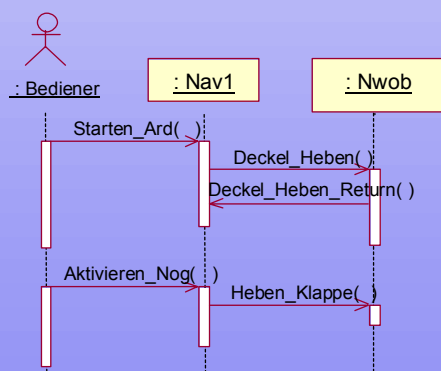 : Bediener
: Nav1
: Nwob
Starten_Ard( )
Deckel_Heben( )
Deckel_Heben_Return( )
Aktivieren_Nog( )
Heben_Klappe( )